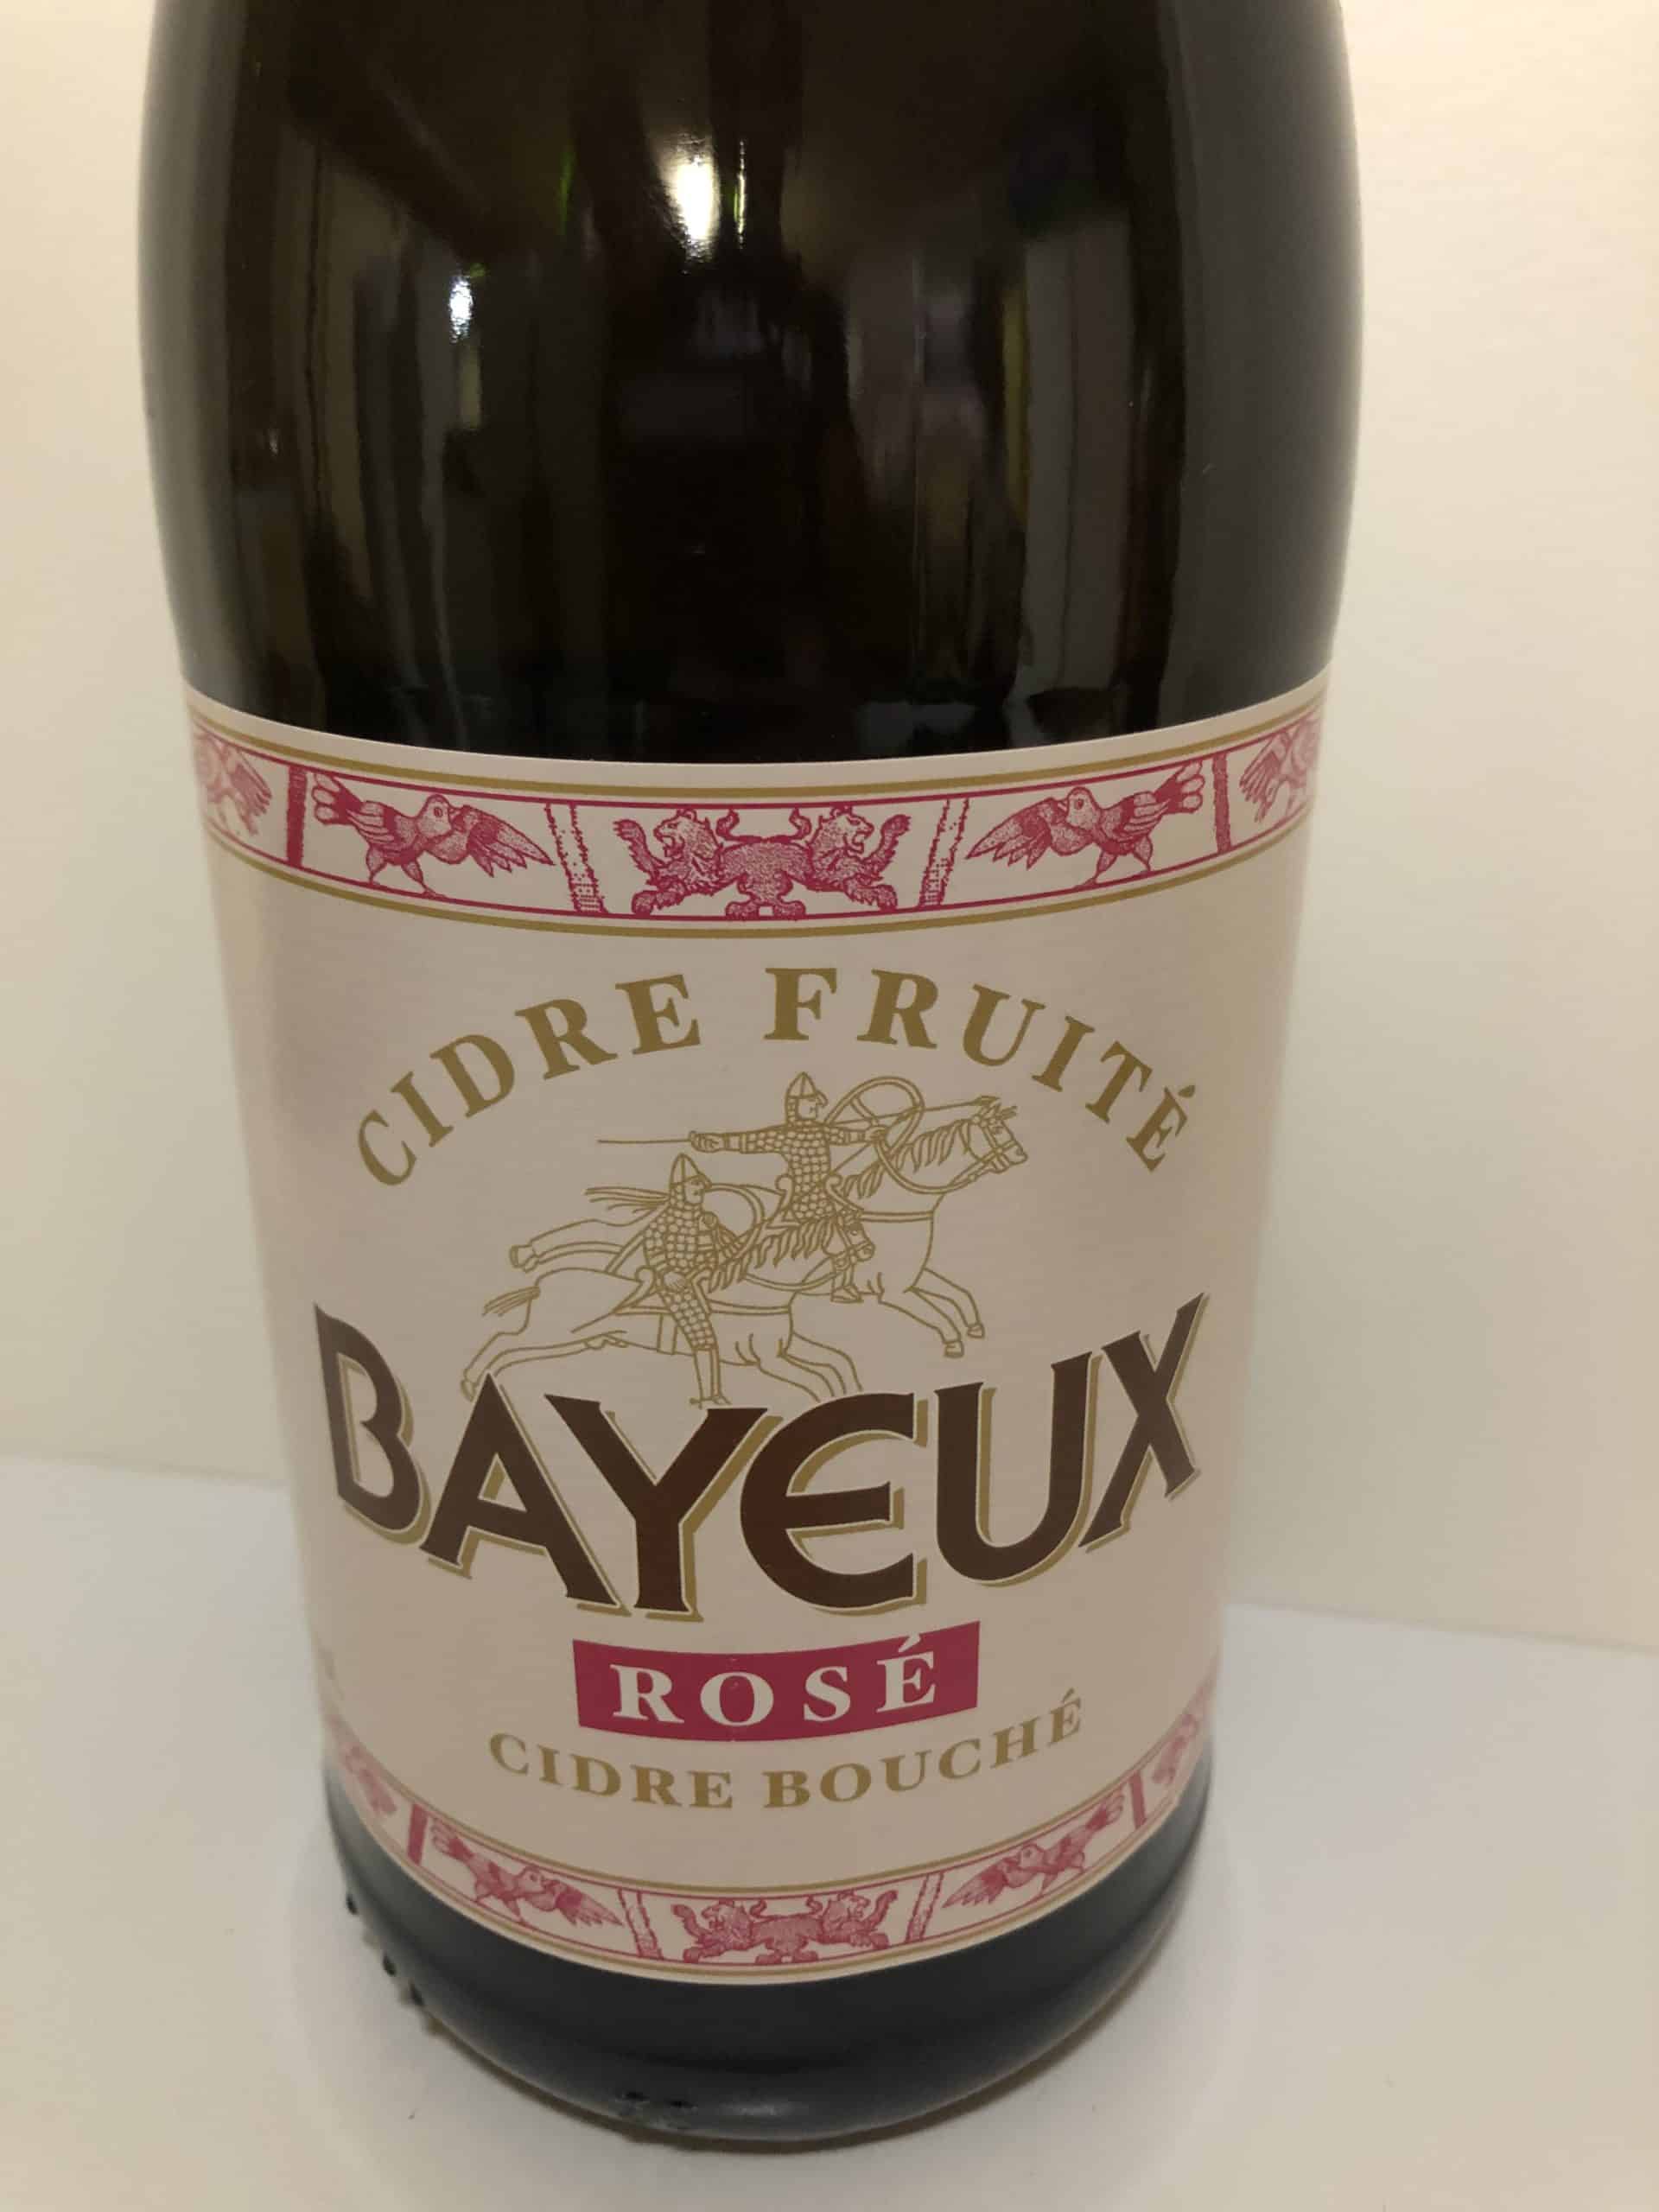 CIDRE FRUITÉ
BAYEUX
ROSÉ
CIDRE BOUCHÉ